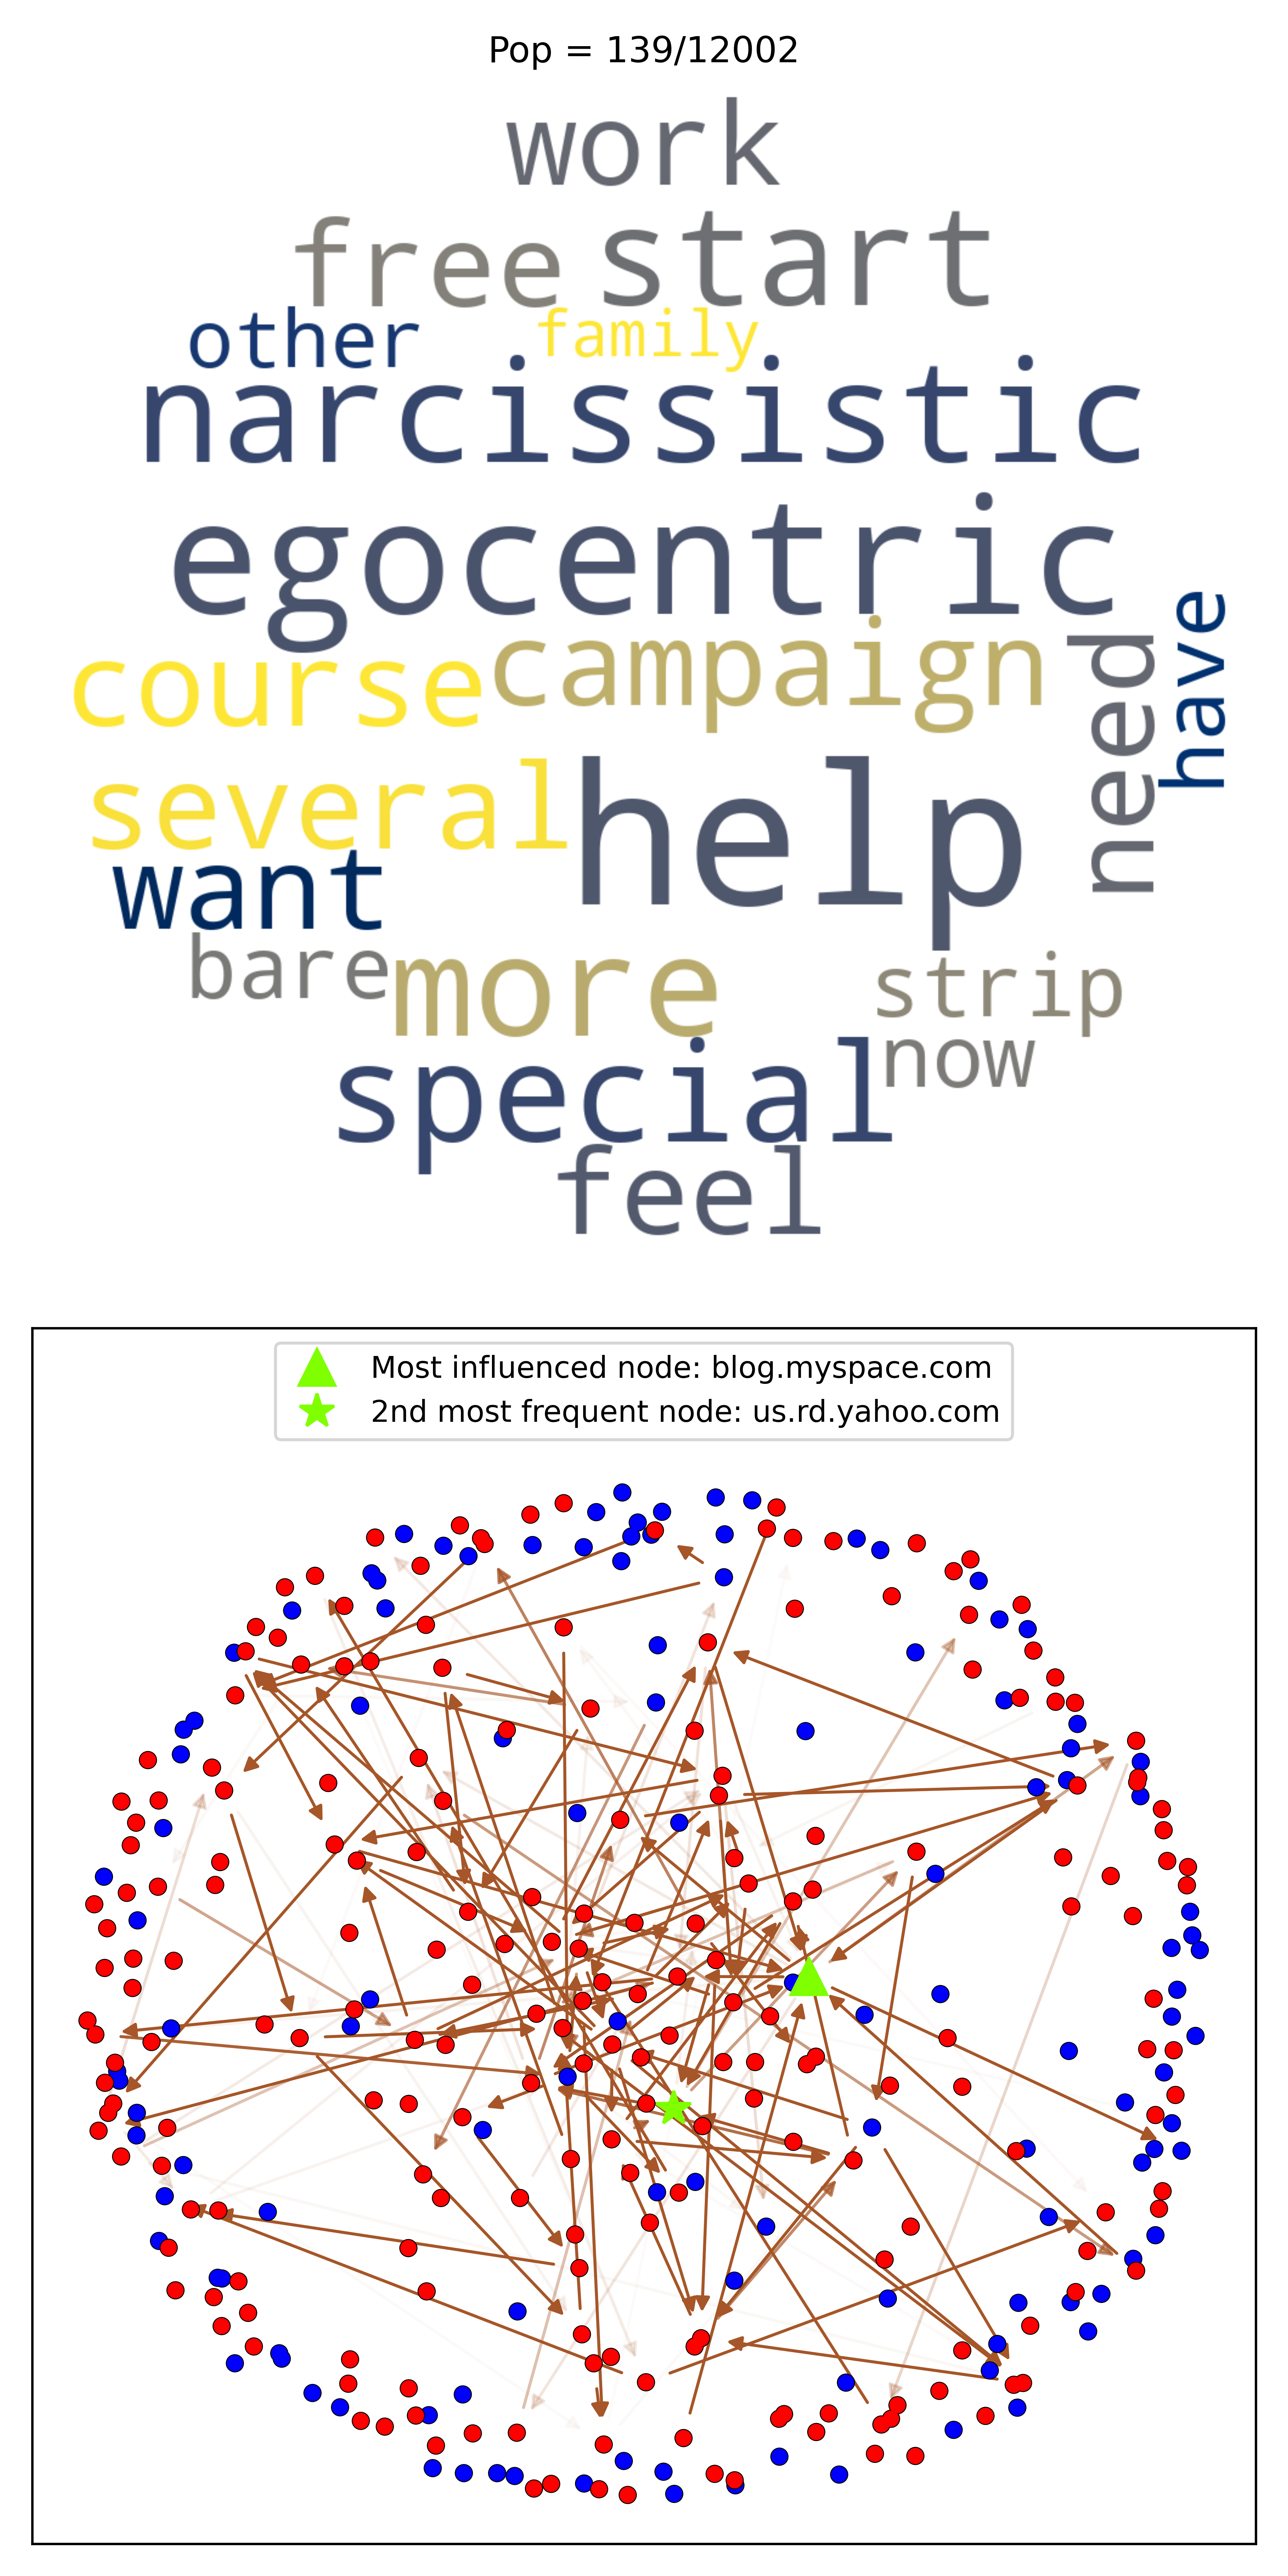 Pop = 139/12002
work
free start
other family
narcissistic
egocentric
course campaign need have
several help
want
bare more strip
now
special
feel
Most influenced node: blog.myspace.com
2nd most frequent node: us.rd.yahoo.com